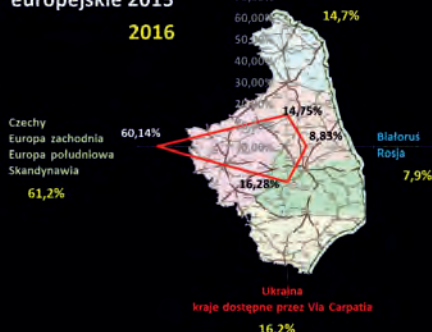 europejskie 2015
2016
14,7%
60,00%
50,00%
40,00%
30,00%
14,75%
Czechy
Europa zachodnia
Europa południowa
Skandynawia
61,2%
60,14%
8,83%
Białoruś
Rosja
7,9%
16,28%
Ukraina
kraje dostępne przez Via Carpatia
16,2%